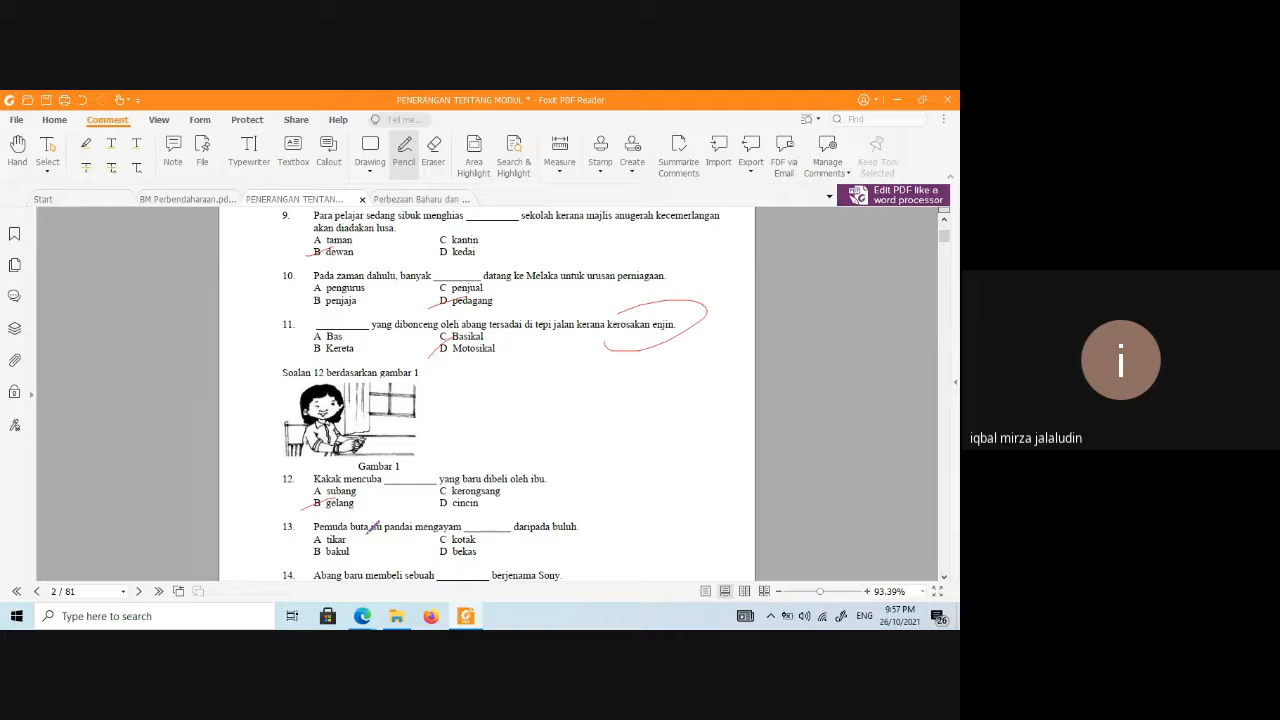 PENERANGAN TENTANG MODUL * - Foxit PDF Reader
File Home Comment View Form Protect Share Help Tell me... Find
Hand Select Note File Typewriter Textbox Callout Drawing Pencil Eraser Area Highlight Search & Highlight Measure Stamp Create Summarize Comments Import Export FDF via Email Manage Comments Keep Tool Selected
Start BM Perbendaharaan.pd... PENERANGAN TENTAN... Perbezaan Baharu dan ... Edit PDF like a word processor
9. Para pelajar sedang sibuk menghias __________ sekolah kerana majlis anugerah kecemerlangan
akan diadakan lusa.
A taman C kantin
B dewan D kedai
10. Pada zaman dahulu, banyak _________ datang ke Melaka untuk urusan perniagaan.
A pengurus C penjual
B penjaja D pedagang
11. __________ yang dibonceng oleh abang tersadai di tepi jalan kerana kerosakan enjin.
A Bas C Basikal
B Kereta D Motosikal
Soalan 12 berdasarkan gambar 1
Gambar 1
12. Kakak mencuba __________ yang baru dibeli oleh ibu.
A subang C kerongsang
B gelang D cincin
13. Pemuda buta itu pandai mengayam _________ daripada buluh.
A tikar C kotak
B bakul D bekas
14. Abang baru membeli sebuah __________ berjenama Sony.
2 / 81 93.39%
Type here to search ENG 9:57 PM 26/10/2021 26
i
iqbal mirza jalaludin